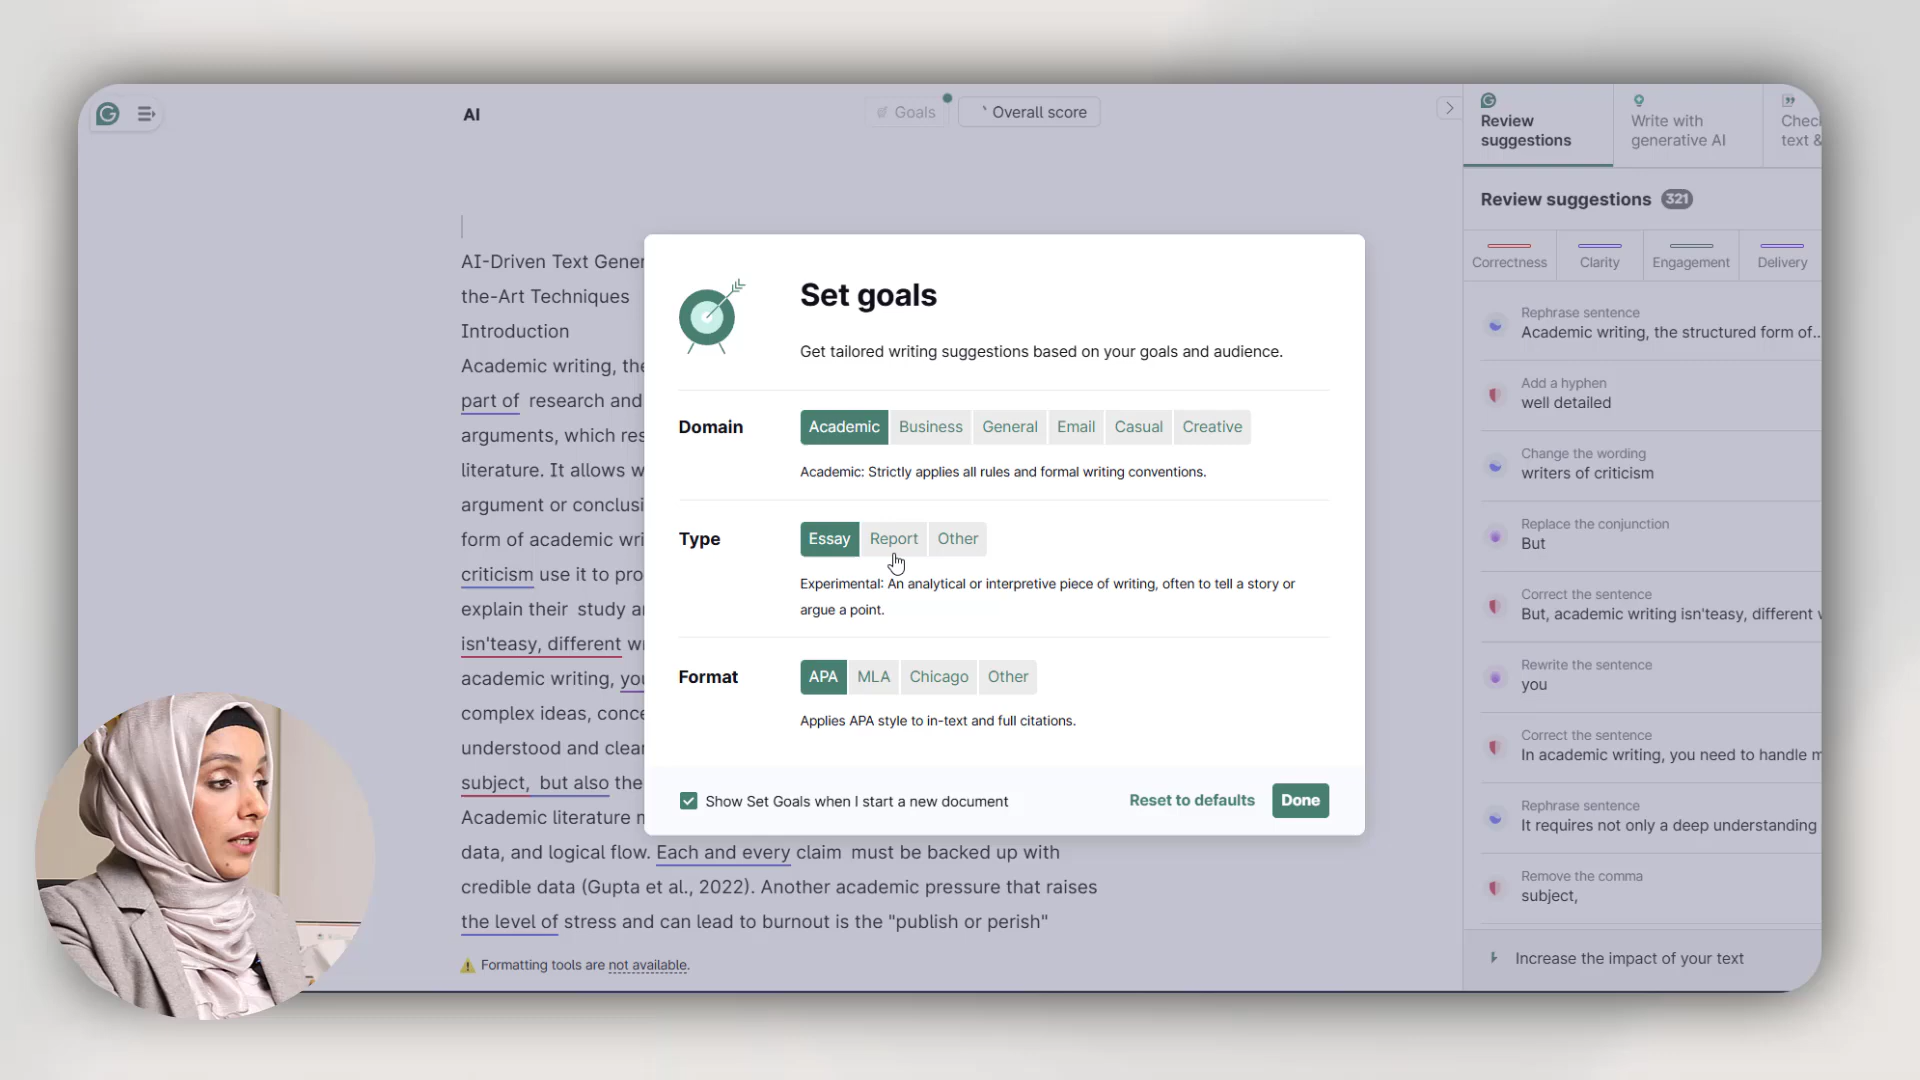 AI
Goals
Overall score
Review
suggestions
Write with
generative AI
Review suggestions 321
Correctness Clarity Engagement Delivery
AI-Driven Text
the-Art Techniques
Introduction
Academic writing, the
part of research and
arguments, which
literature. It allows
argument or
form of academic
criticism use it to
explain their study
isn'teasy, different
academic writing,
complex ideas,
understood and
subject, but also the
Academic literature
data, and logical flow. Each and every claim must be backed up with
credible data (Gupta et al., 2022). Another academic pressure that raises
the level of stress and can lead to burnout is the "publish or perish"
Formatting tools are not available.
Set goals
Get tailored writing suggestions based on your goals and audience.
Domain
Academic Business General Email Casual Creative
Academic: Strictly applies all rules and formal writing conventions.
Type
Essay Report Other
Experimental: An analytical or interpretive piece of writing, often to tell a story or
argue a point.
Format
APA MLA Chicago Other
Applies APA style to in-text and full citations.
Show Set Goals when I start a new document
Reset to defaults
Done
Rephrase sentence
Academic writing, the structured form of...
Add a hyphen
well detailed
Change the wording
writers of criticism
Replace the conjunction
But
Correct the sentence
But, academic writing isn'teasy, different
Rewrite the sentence
you
Correct the sentence
In academic writing, you need to handle
Rephrase sentence
It requires not only a deep understanding
Remove the comma
subject,
Increase the impact of your text